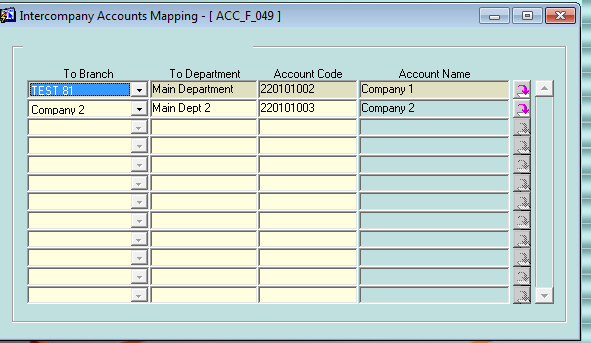 Intercompany Accounts Mapping - [ ACC_F_049 ]
To Branch To Department Account Code Account Name
TEST 81 Main Department 220101002 Company 1
Company 2 Main Dept 2 220101003 Company 2